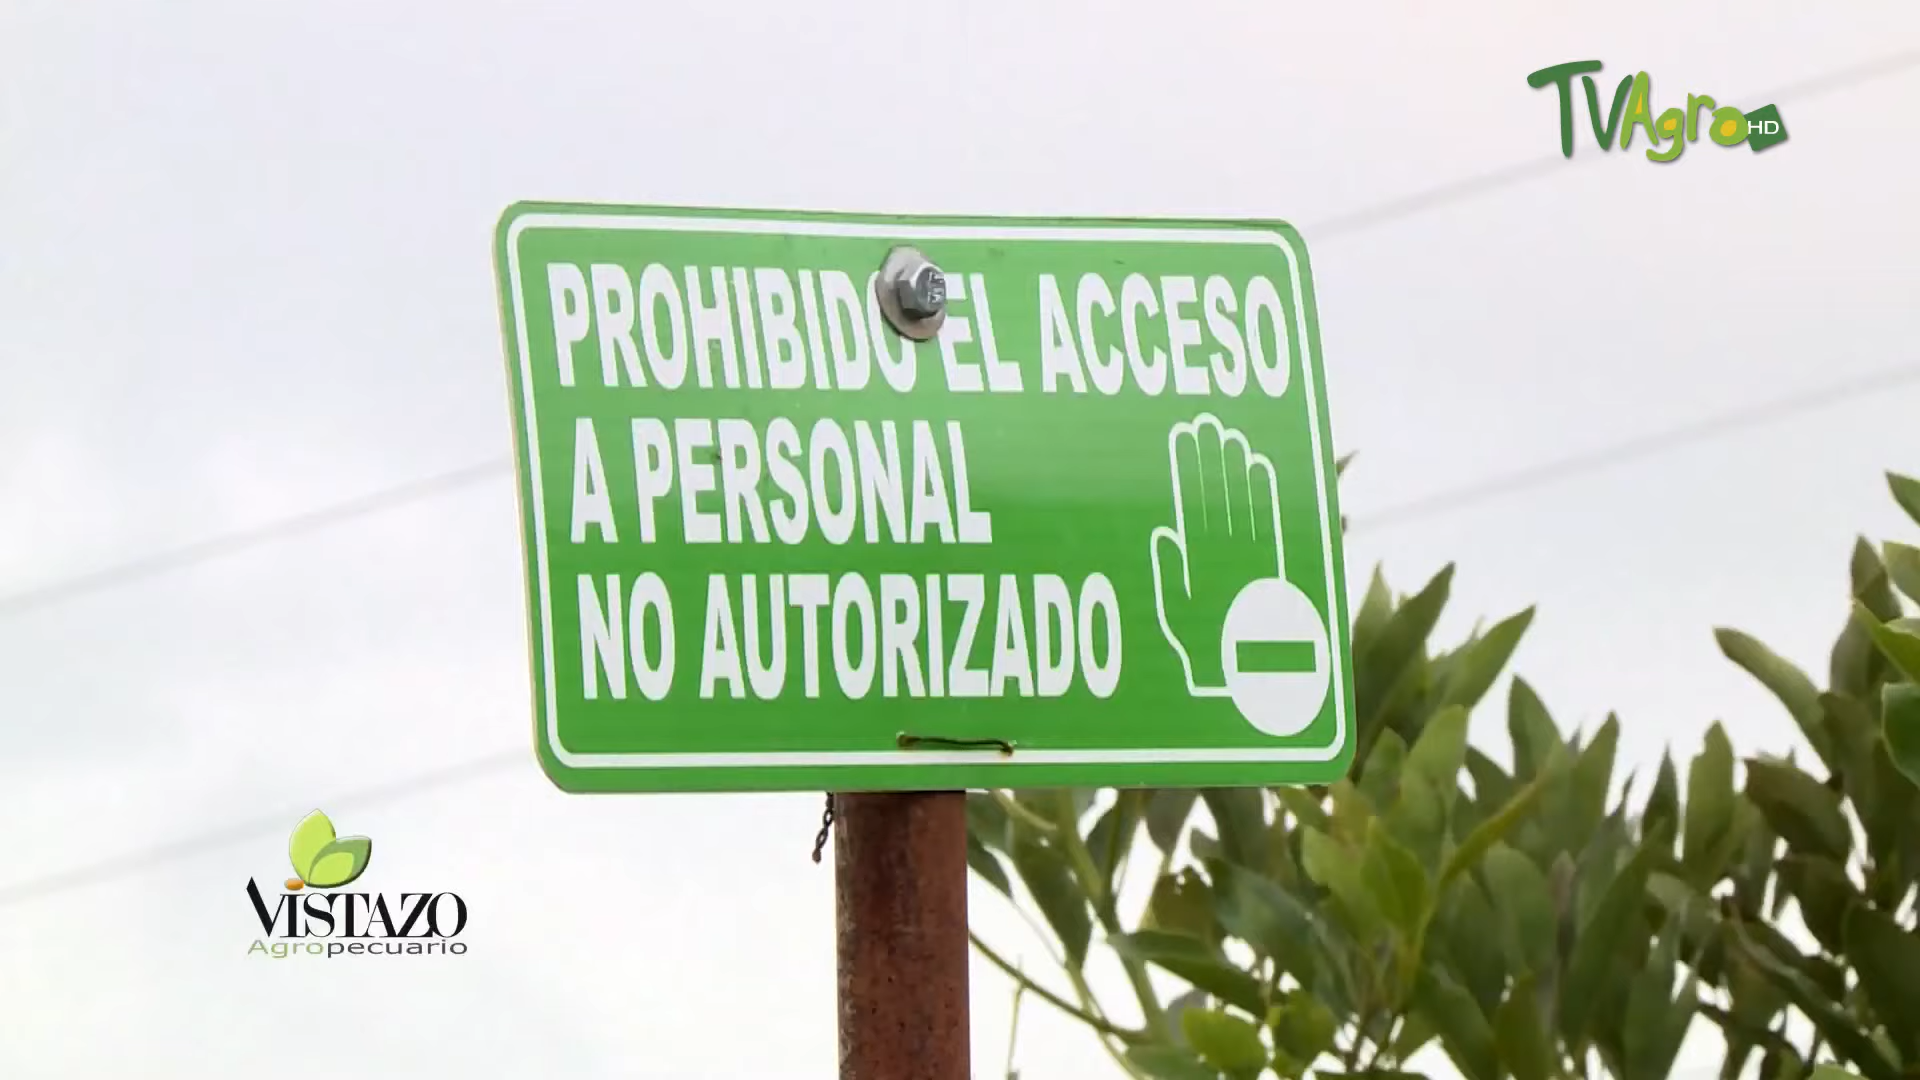 TVAgro HD
PROHIBIDO EL ACCESO
A PERSONAL
NO AUTORIZADO
VISTAZO
Agropecuario